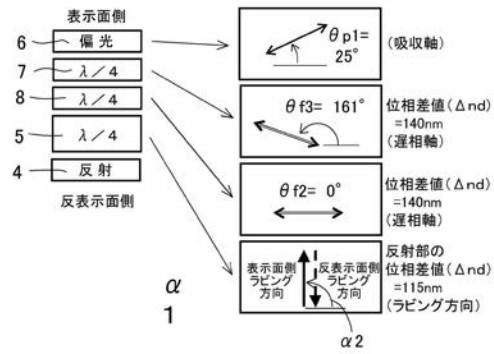 表示面側
6
偏光
7
λ/4
8
λ/4
5
λ/4
4
反射
反表示面側
θp1=
25°
(吸収軸)
θf3= 161°
位相差値(Δnd)
=140nm
(遅相軸)
θf2= 0°
位相差値(Δnd)
=140nm
(遅相軸)
表示面側
ラビング
方向
反表示面側
ラビング
方向
反射部の
位相差値(Δnd)
=115nm
(ラビング方向)
α
1
α2